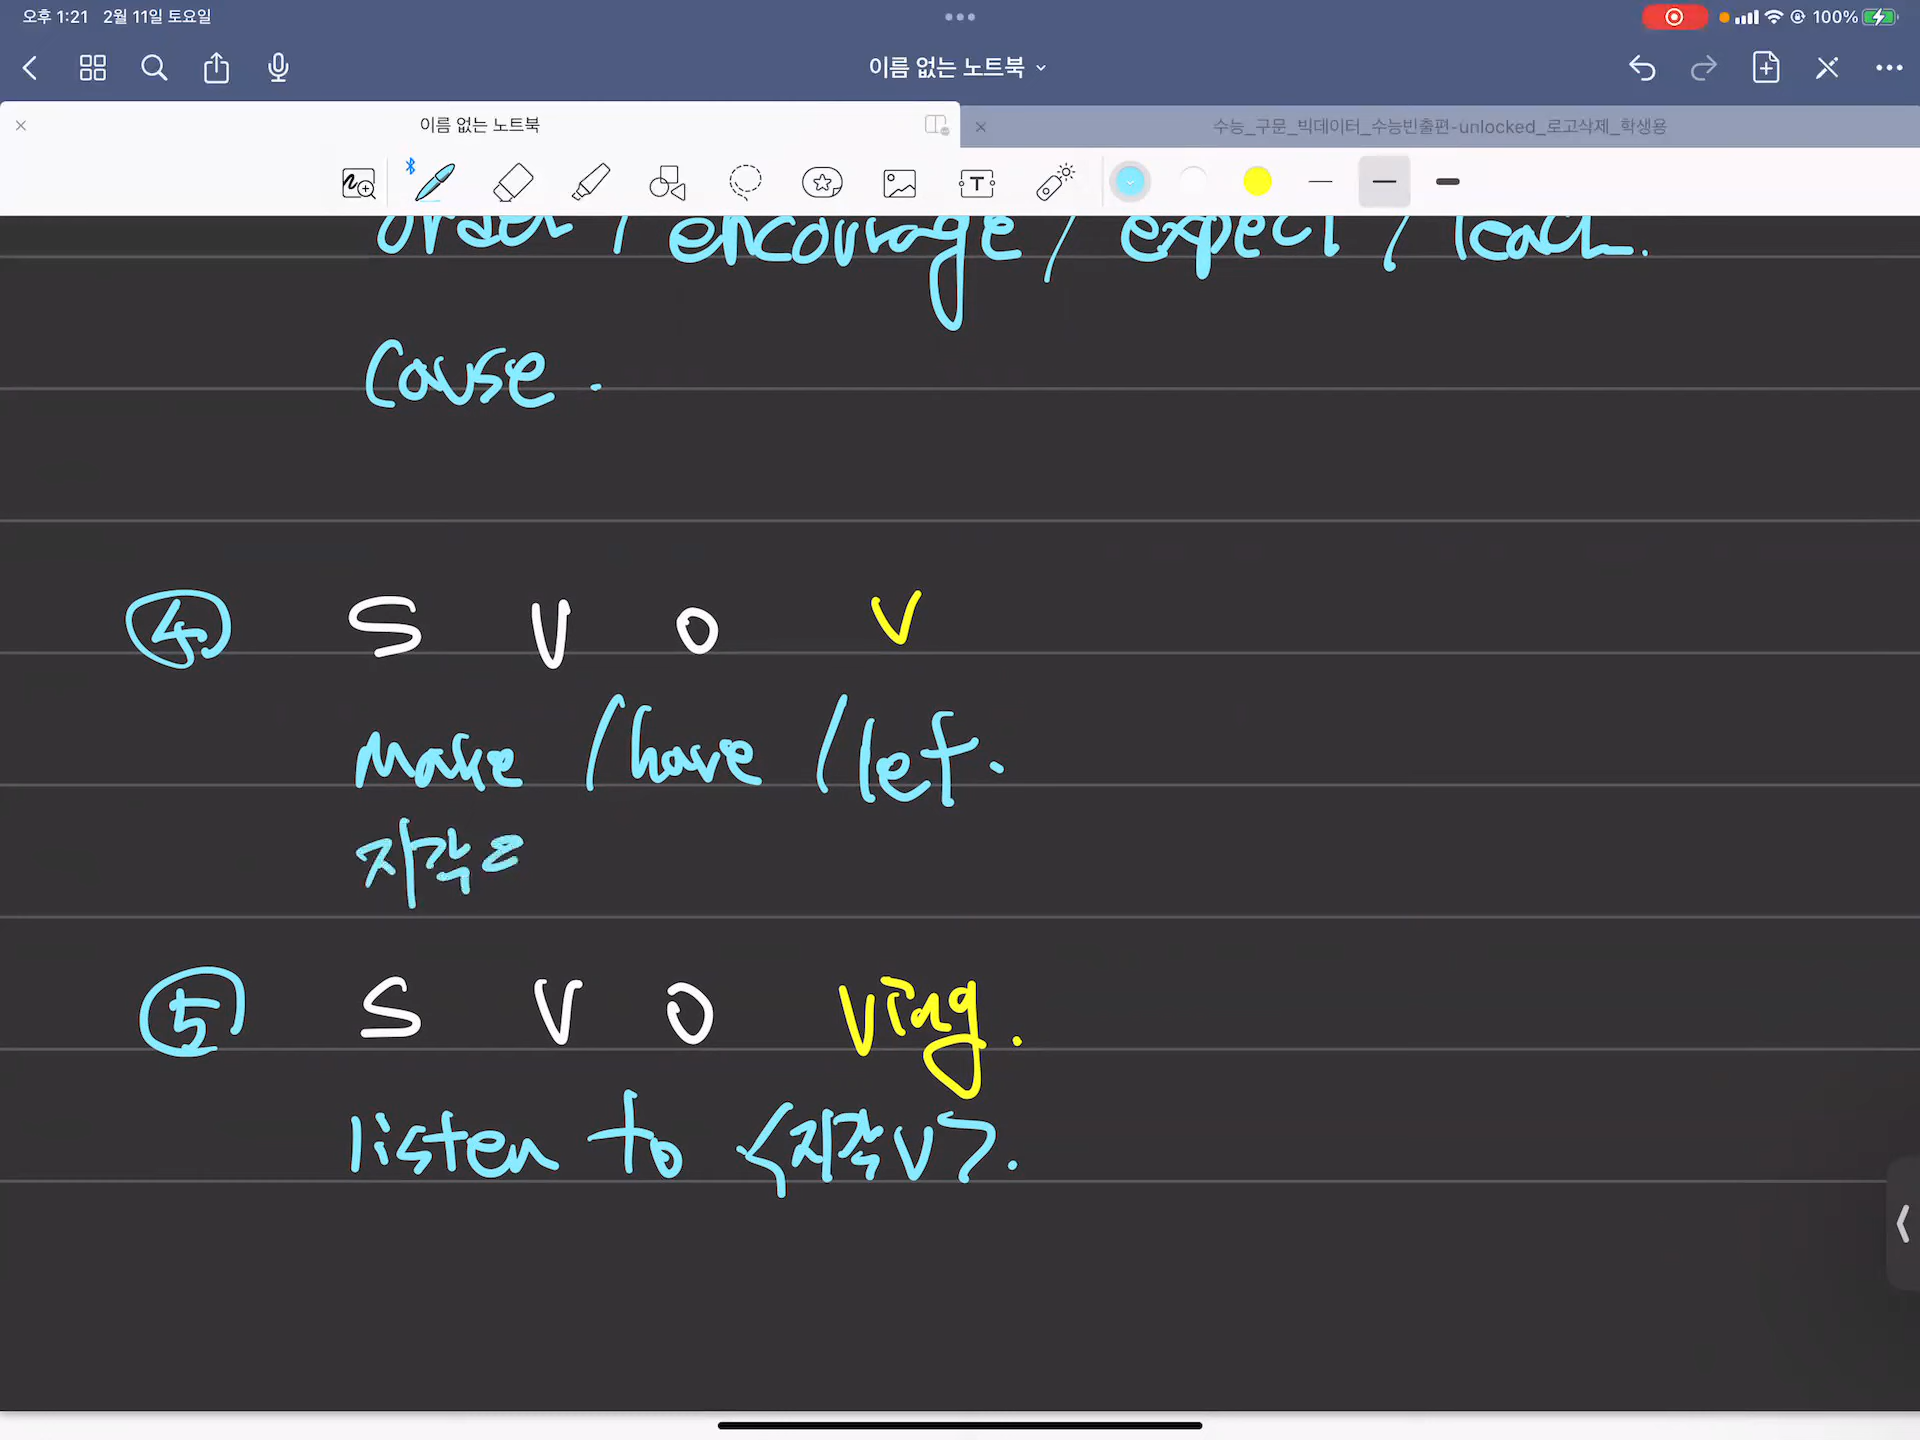 오후 1:21 2월 11일 토요일 100%
이름 없는 노트북
이름 없는 노트북 수능_구문_빅데이터_수능빈출편-unlocked_로고삭제_학생용
order / encourage / expect / teach.
Cause.
④ S V O V
make / have / let.
지각
⑤ S V O Ving.
listen to <지각V>.